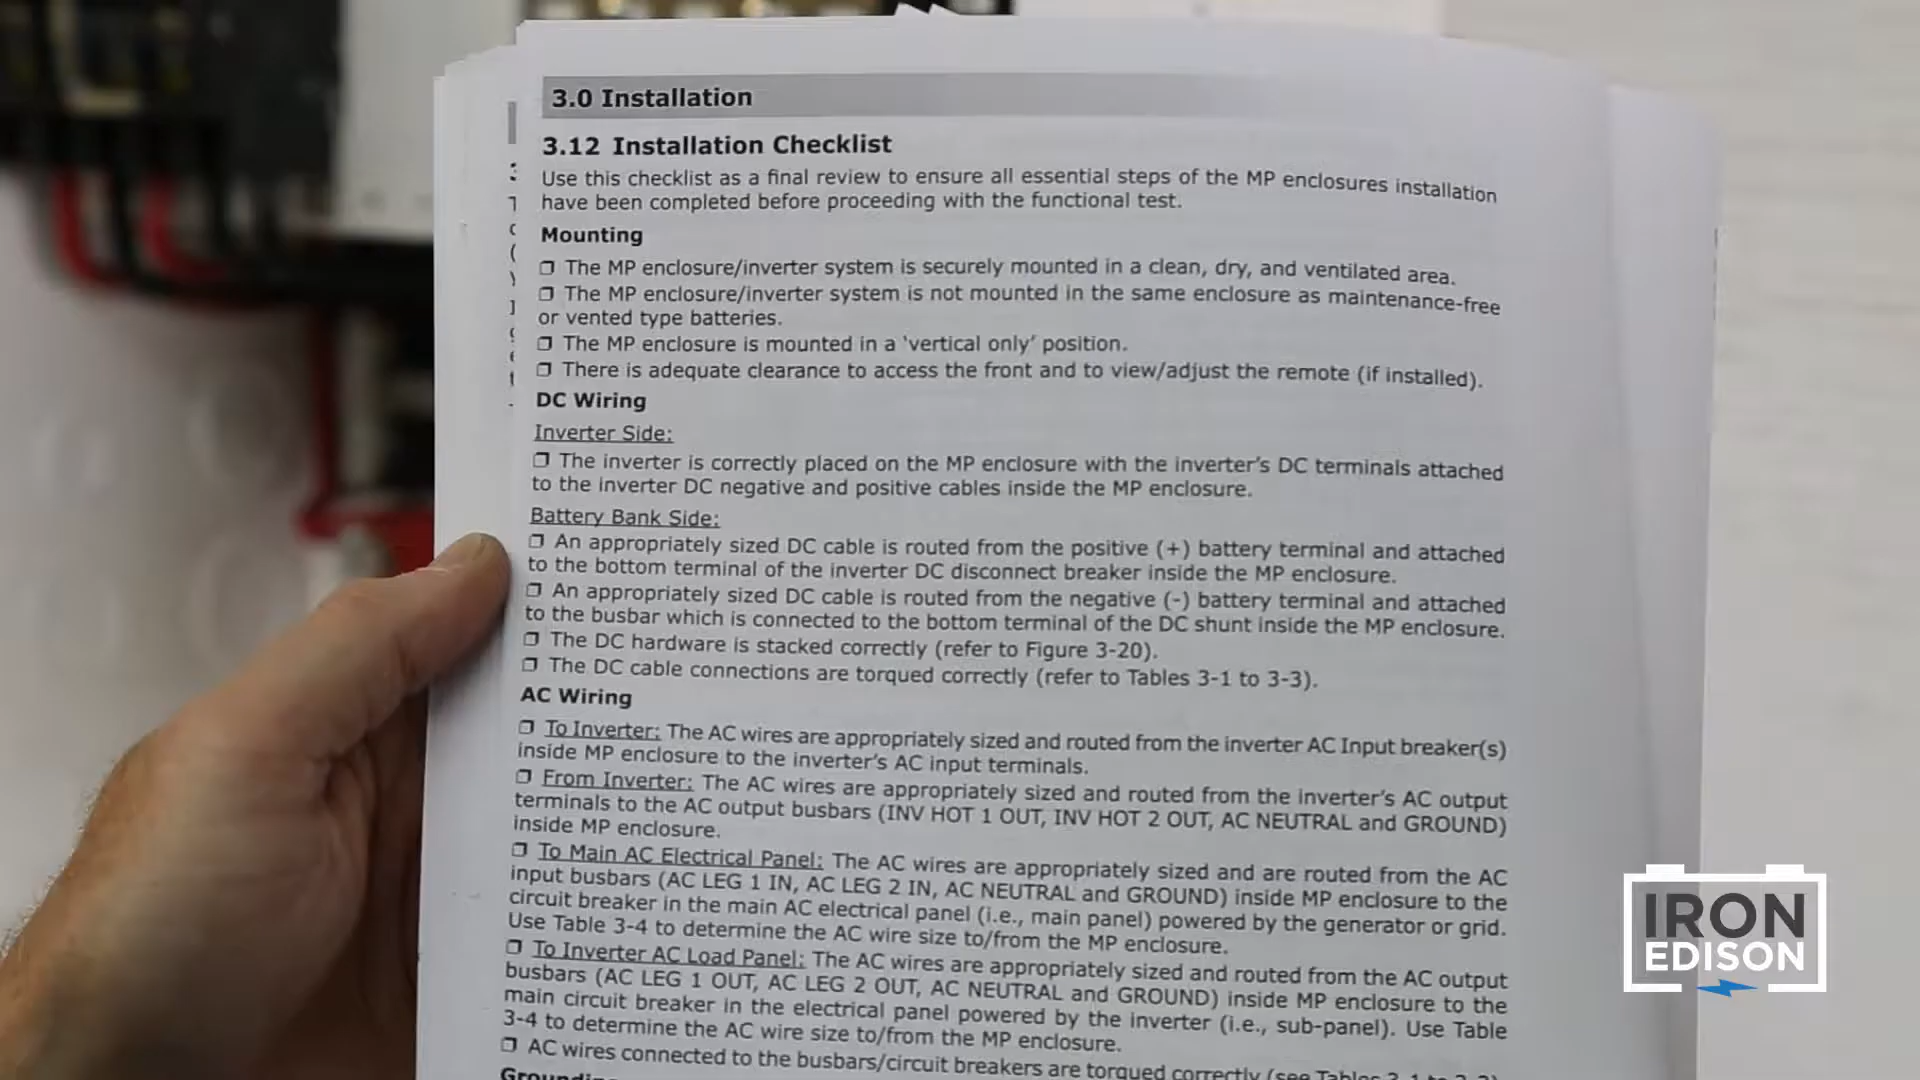 3.0 Installation
3.12 Installation Checklist
Use this checklist as a final review to ensure all essential steps of the MP enclosures installation
have been completed before proceeding with the functional test.
Mounting
❒ The MP enclosure/inverter system is securely mounted in a clean, dry, and ventilated area.
❒ The MP enclosure/inverter system is not mounted in the same enclosure as maintenance-free
or vented type batteries.
❒ The MP enclosure is mounted in a 'vertical only' position.
❒ There is adequate clearance to access the front and to view/adjust the remote (if installed).
DC Wiring
Inverter Side:
❒ The inverter is correctly placed on the MP enclosure with the inverter's DC terminals attached
to the inverter DC negative and positive cables inside the MP enclosure.
Battery Bank Side:
❒ An appropriately sized DC cable is routed from the positive (+) battery terminal and attached
to the bottom terminal of the inverter DC disconnect breaker inside the MP enclosure.
❒ An appropriately sized DC cable is routed from the negative (-) battery terminal and attached
to the busbar which is connected to the bottom terminal of the DC shunt inside the MP enclosure.
❒ The DC hardware is stacked correctly (refer to Figure 3-20).
❒ The DC cable connections are torqued correctly (refer to Tables 3-1 to 3-3).
AC Wiring
❒ To Inverter: The AC wires are appropriately sized and routed from the inverter AC Input breaker(s)
inside MP enclosure to the inverter's AC input terminals.
❒ From Inverter: The AC wires are appropriately sized and routed from the inverter's AC output
terminals to the AC output busbars (INV HOT 1 OUT, INV HOT 2 OUT, AC NEUTRAL and GROUND)
inside MP enclosure.
❒ To Main AC Electrical Panel: The AC wires are appropriately sized and are routed from the AC
input busbars (AC LEG 1 IN, AC LEG 2 IN, AC NEUTRAL and GROUND) inside MP enclosure to the
circuit breaker in the main AC electrical panel (i.e., main panel) powered by the generator or grid.
Use Table 3-4 to determine the AC wire size to/from the MP enclosure.
❒ To Inverter AC Load Panel: The AC wires are appropriately sized and routed from the AC output
busbars (AC LEG 1 OUT, AC LEG 2 OUT, AC NEUTRAL and GROUND) inside MP enclosure to the
main circuit breaker in the electrical panel powered by the inverter (i.e., sub-panel). Use Table
3-4 to determine the AC wire size to/from the MP enclosure.
❒ AC wires connected to the busbars/circuit breakers are torqued correctly (see Tables
IRON
EDISON